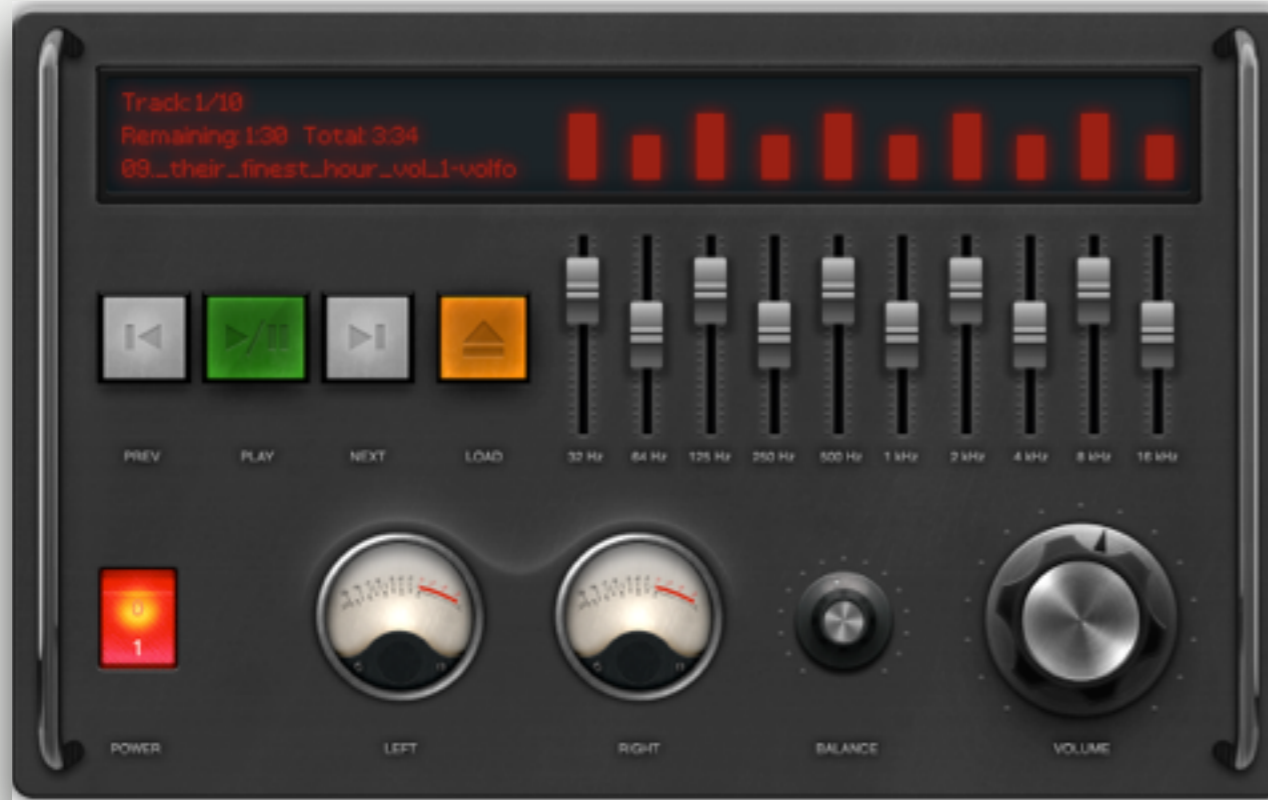 Track: 1/10
Remaining: 1:30 Total: 3:34
09._their_finest_hour_vol_1-volfo
PREV PLAY NEXT LOAD 32 Hz 64 Hz 125 Hz 250 Hz 500 Hz 1 kHz 2 kHz 4 kHz 8 kHz 16 kHz
0
1
POWER LEFT RIGHT BALANCE VOLUME